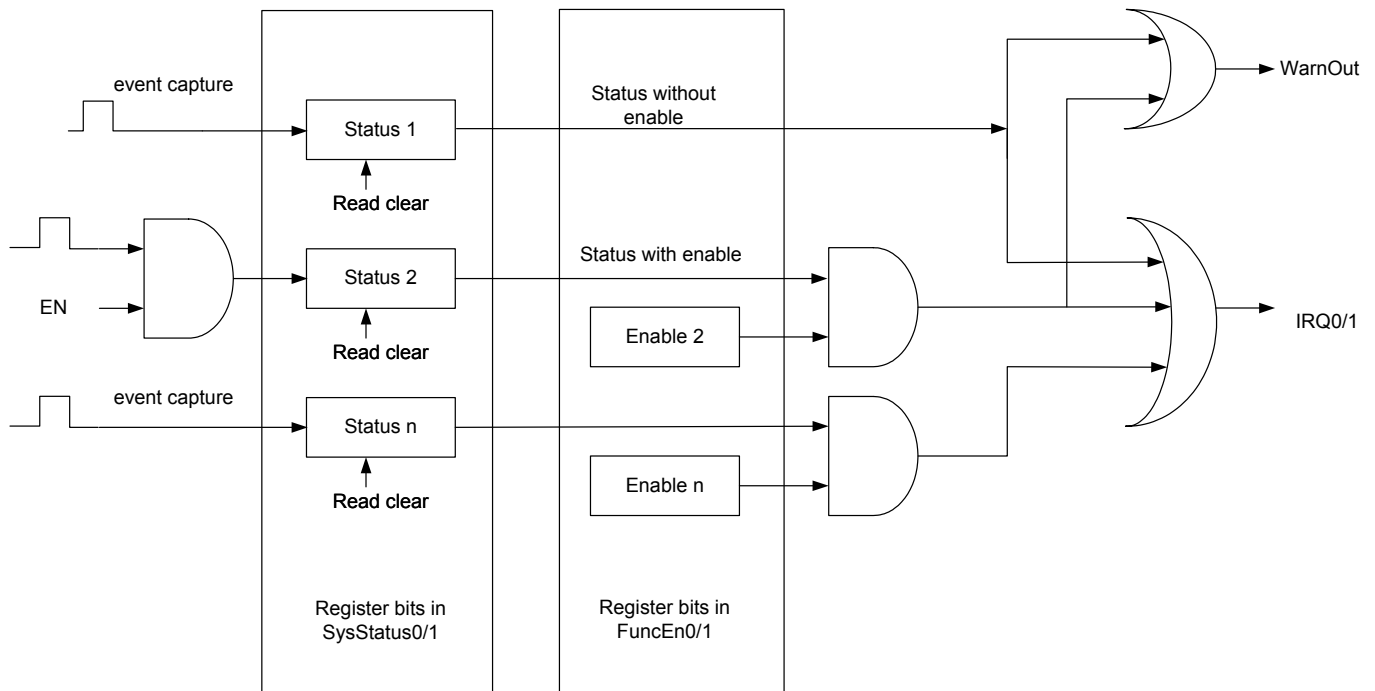 WarnOut
event capture
Status without
enable
Status 1
Read clear
Status with enable
Status 2
EN
IRQ0/1
Enable 2
Read clear
event capture
Status n
Enable n
Read clear
Register bits in
SysStatus0/1
Register bits in
FuncEn0/1